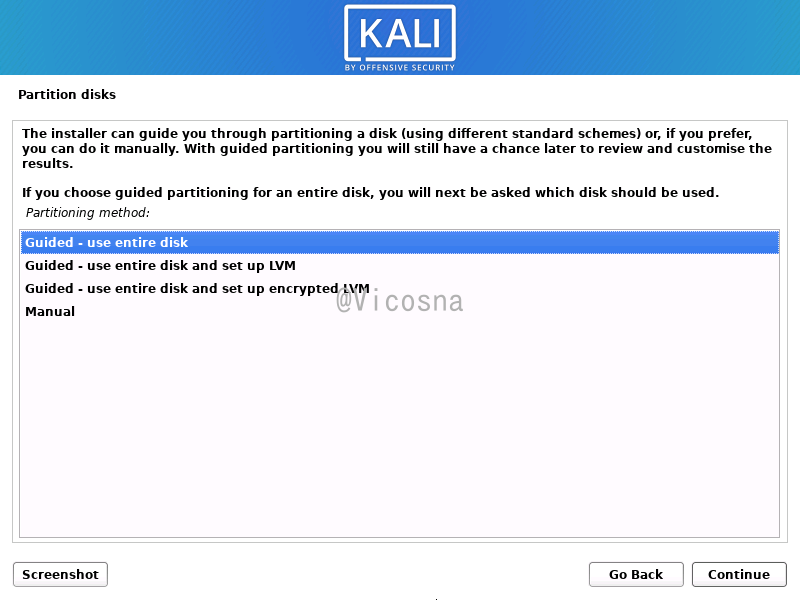 KALI
BY OFFENSIVE SECURITY
Partition disks
The installer can guide you through partitioning a disk (using different standard schemes) or, if you prefer,
you can do it manually. With guided partitioning you will still have a chance later to review and customise the
results.
If you choose guided partitioning for an entire disk, you will next be asked which disk should be used.
Partitioning method:
Guided - use entire disk
Guided - use entire disk and set up LVM
Guided - use entire disk and set up encrypted LVM
@Vicosna
Manual
Screenshot
Go Back
Continue